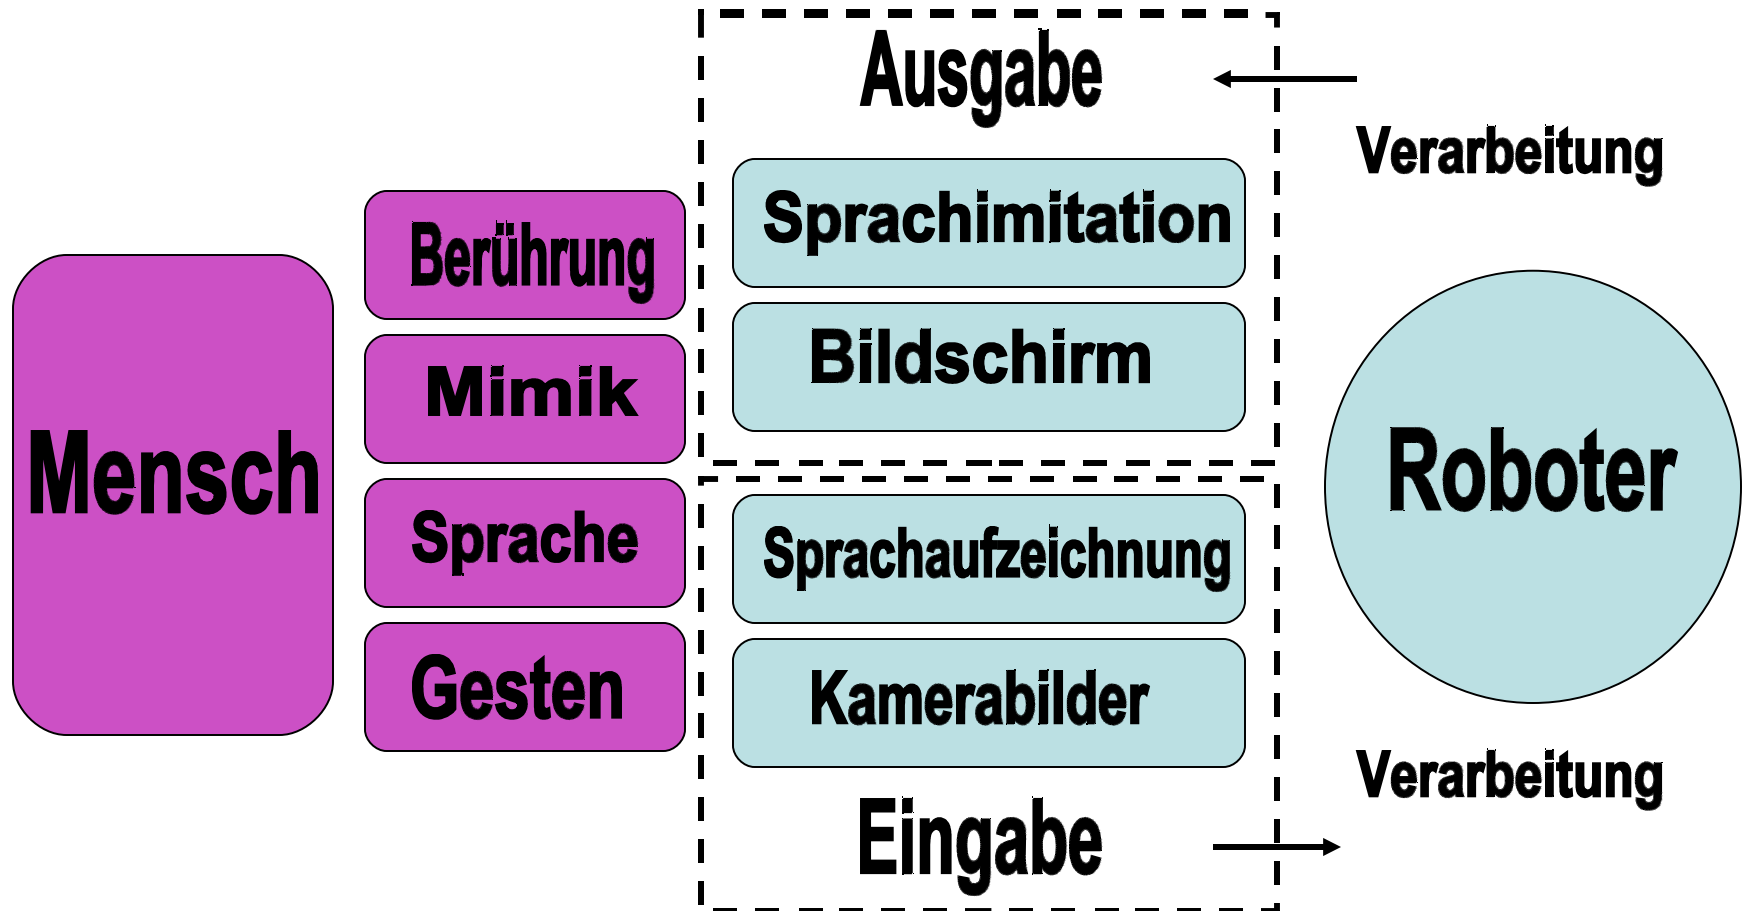 Mensch
Berührung
Mimik
Sprache
Gesten
Ausgabe
Sprachimitation
Bildschirm
Sprachaufzeichnung
Kamerabilder
Eingabe
Verarbeitung
Roboter
Verarbeitung